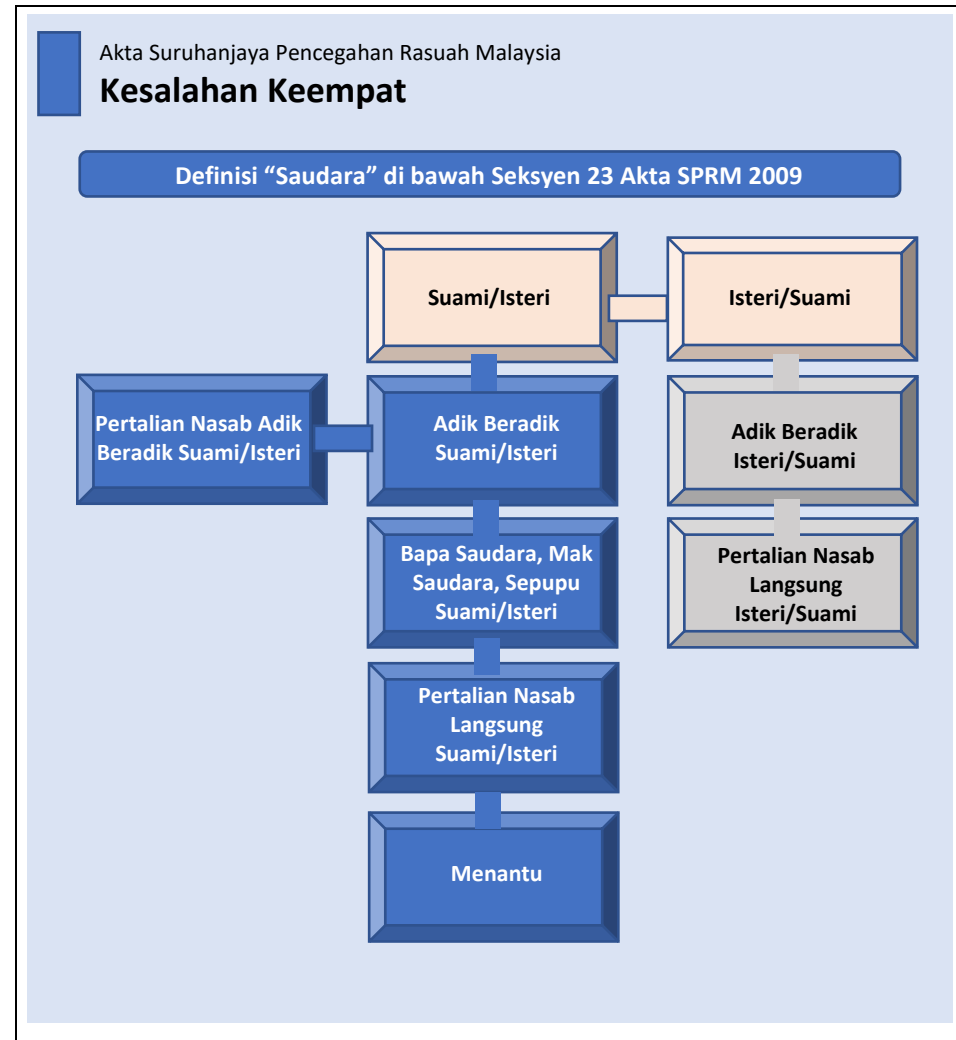 Akta Suruhanjaya Pencegahan Rasuah Malaysia
Kesalahan Keempat
Definisi “Saudara” di bawah Seksyen 23 Akta SPRM 2009
Suami/Isteri
Isteri/Suami
Pertalian Nasab Adik
Beradik Suami/Isteri
Adik Beradik
Suami/Isteri
Adik Beradik
Isteri/Suami
Bapa Saudara, Mak
Saudara, Sepupu
Suami/Isteri
Pertalian Nasab
Langsung
Isteri/Suami
Pertalian Nasab
Langsung
Suami/Isteri
Menantu